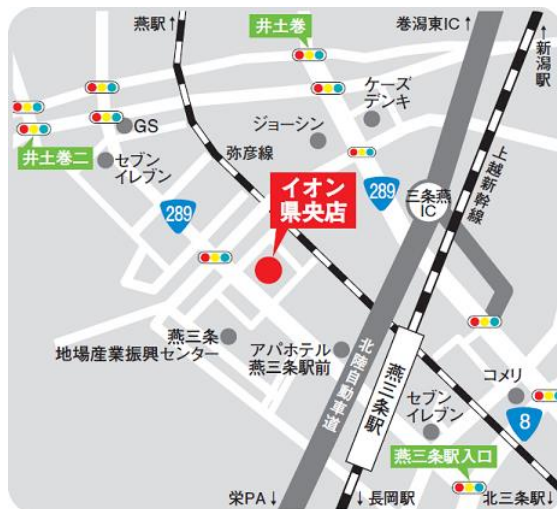 燕駅↑
井土巻
巻潟東IC↑
↑新潟駅
ケーズ
デンキ
ジョーシン
GS
井土巻二
セブン
イレブン
弥彦線
上越新幹線
イオン
県央店
289
289
三条燕
IC
燕三条
地場産業振興センター
アパホテル
燕三条駅前
北陸自動車道
燕三条駅
コメリ
セブン
イレブン
8
燕三条駅入口
栄PA↓
↓長岡駅
北三条駅↓